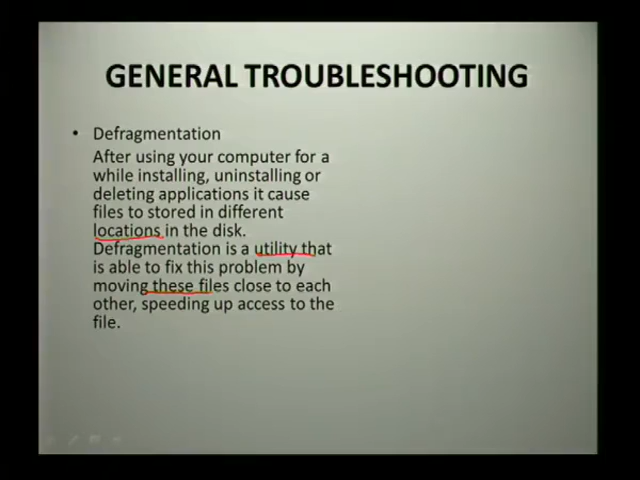 GENERAL TROUBLESHOOTING
• Defragmentation
After using your computer for a
while installing, uninstalling or
deleting applications it cause
files to stored in different
locations in the disk.
Defragmentation is a utility that
is able to fix this problem by
moving these files close to each
other, speeding up access to the
file.